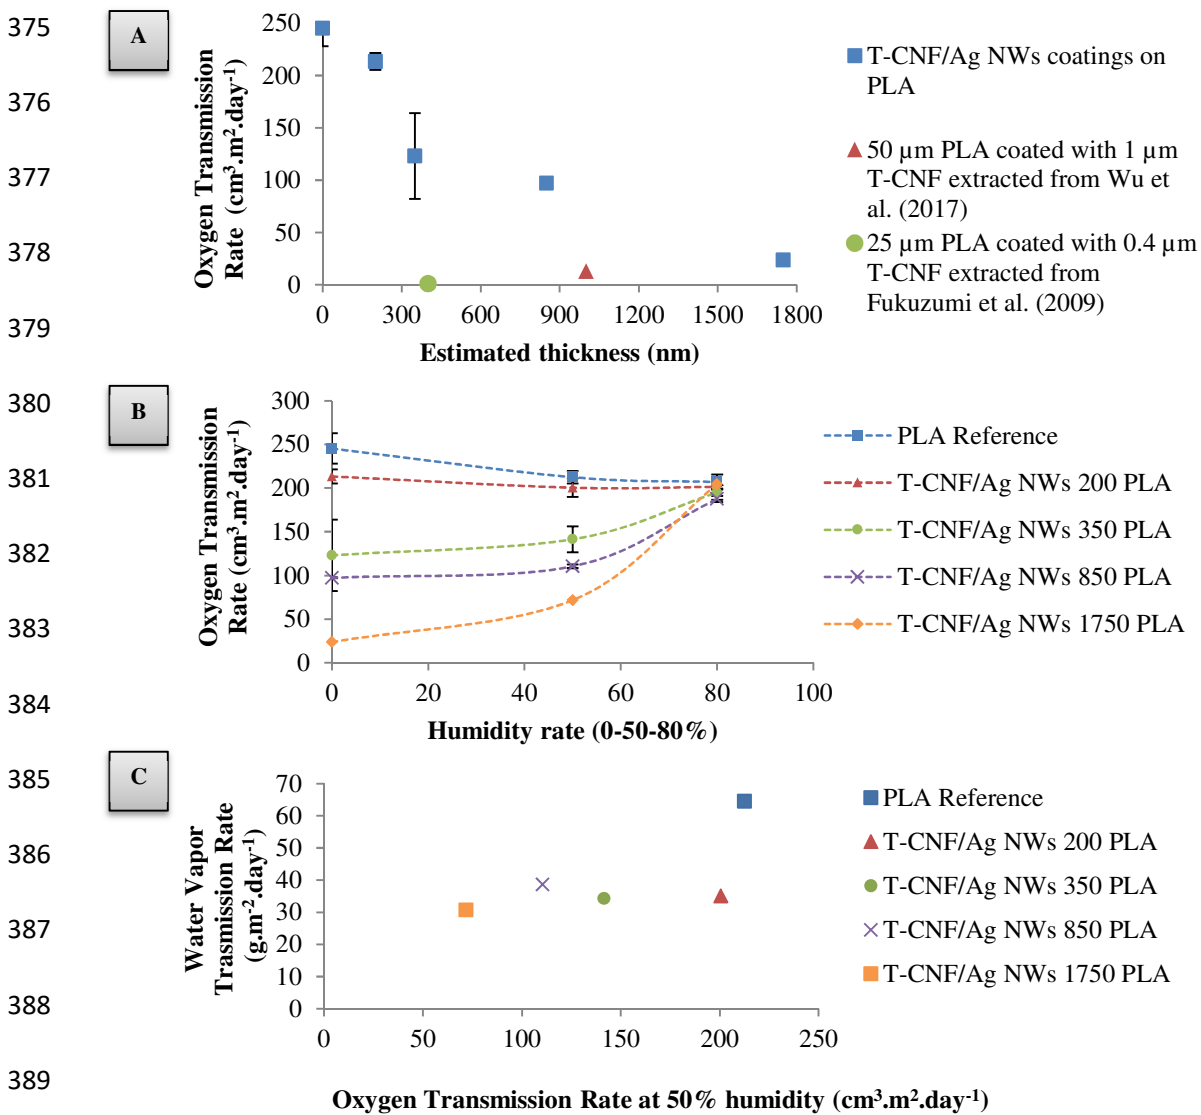 375
376
377
378
379
380
381
382
383
384
385
386
387
388
389
A
Oxygen Transmission
Rate (cm³.m².day⁻¹)
250
200
150
100
50
0
0
300
600
900
1200
1500
1800
Estimated thickness (nm)
T-CNF/Ag NWs coatings on
PLA
50 µm PLA coated with 1 µm
T-CNF extracted from Wu et
al. (2017)
25 µm PLA coated with 0.4 µm
T-CNF extracted from
Fukuzumi et al. (2009)
B
Oxygen Transmission
Rate (cm³.m².day⁻¹)
300
250
200
150
100
50
0
0
20
40
60
80
100
Humidity rate (0-50-80%)
PLA Reference
T-CNF/Ag NWs 200 PLA
T-CNF/Ag NWs 350 PLA
T-CNF/Ag NWs 850 PLA
T-CNF/Ag NWs 1750 PLA
C
Water Vapor
Trasmission Rate
(g.m⁻².day⁻¹)
70
60
50
40
30
20
10
0
0
50
100
150
200
250
Oxygen Transmission Rate at 50% humidity (cm³.m².day⁻¹)
PLA Reference
T-CNF/Ag NWs 200 PLA
T-CNF/Ag NWs 350 PLA
T-CNF/Ag NWs 850 PLA
T-CNF/Ag NWs 1750 PLA